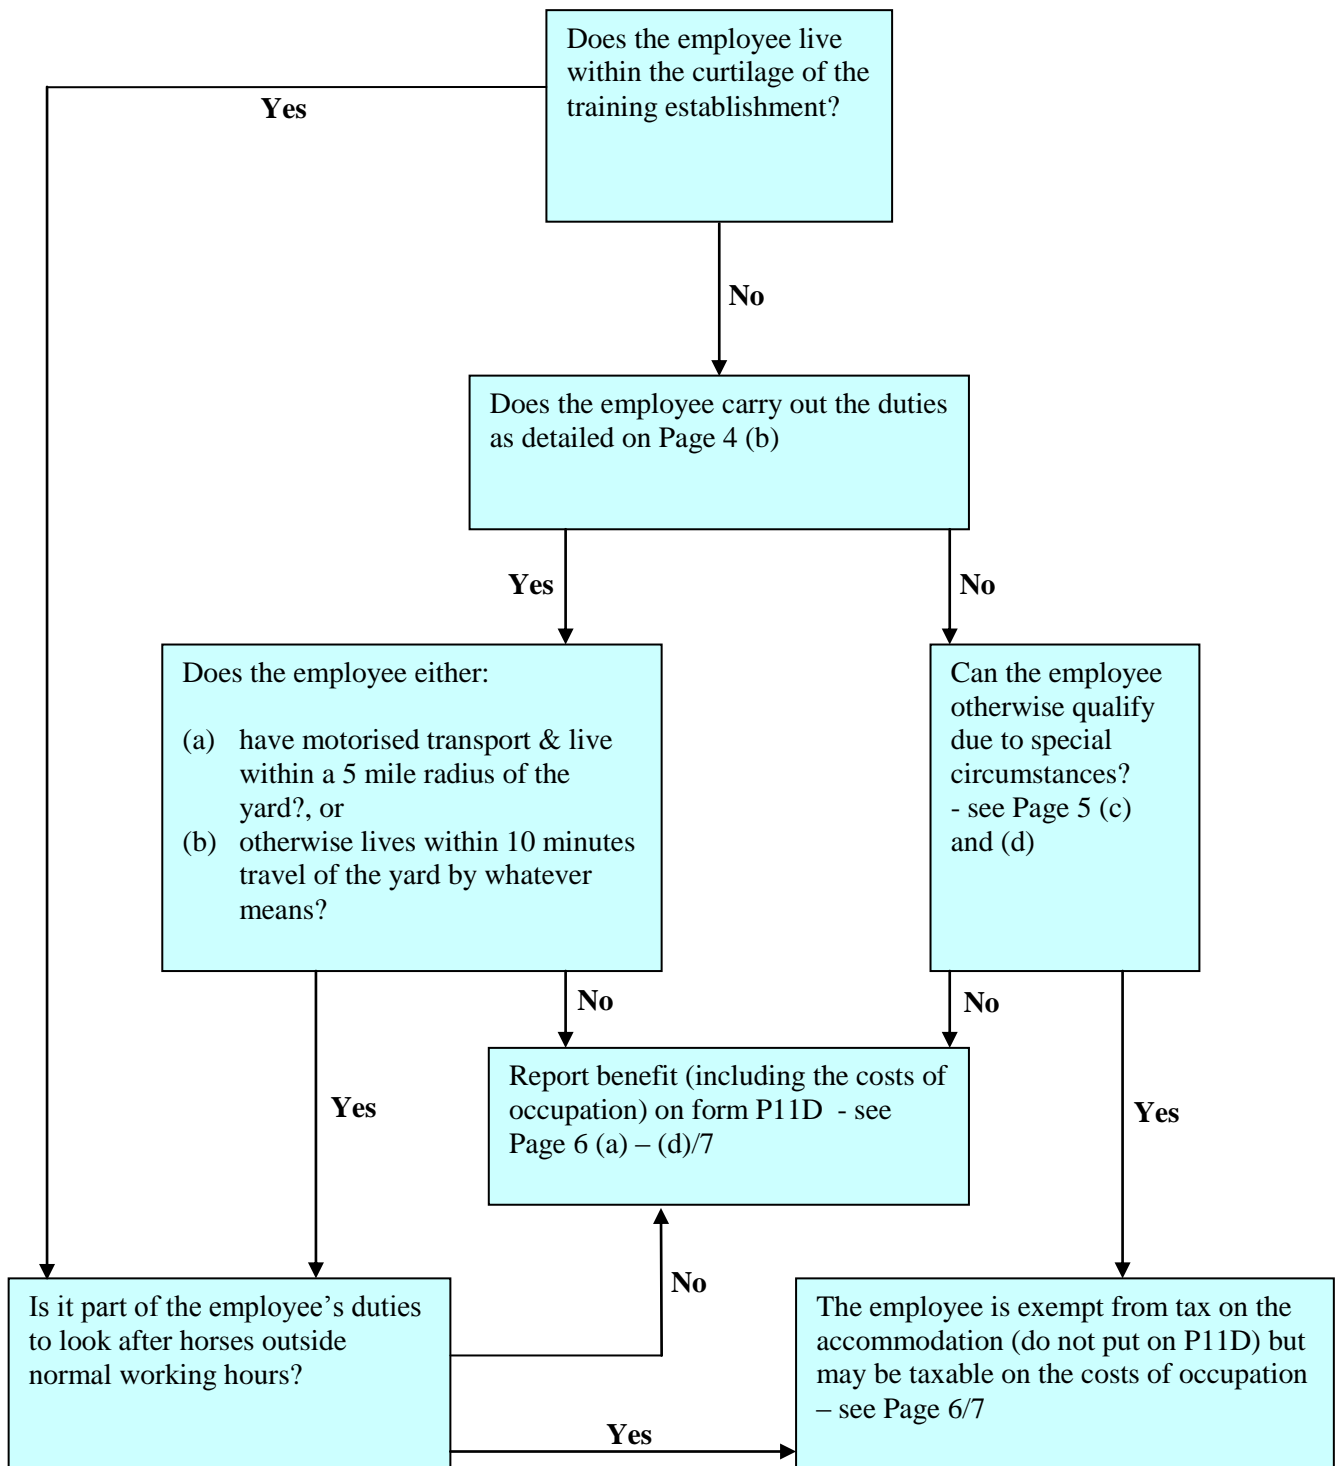 Does the employee live
within the curtilage of the
training establishment?
Yes
No
Does the employee carry out the duties
as detailed on Page 4 (b)
Yes
No
Does the employee either:
(a) have motorised transport & live
within a 5 mile radius of the
yard?, or
(b) otherwise lives within 10 minutes
travel of the yard by whatever
means?
Can the employee
otherwise qualify
due to special
circumstances?
- see Page 5 (c)
and (d)
No
No
Report benefit (including the costs of
occupation) on form P11D - see
Page 6 (a) – (d)/7
Yes
Yes
Is it part of the employee’s duties
to look after horses outside
normal working hours?
No
The employee is exempt from tax on the
accommodation (do not put on P11D) but
may be taxable on the costs of occupation
– see Page 6/7
Yes